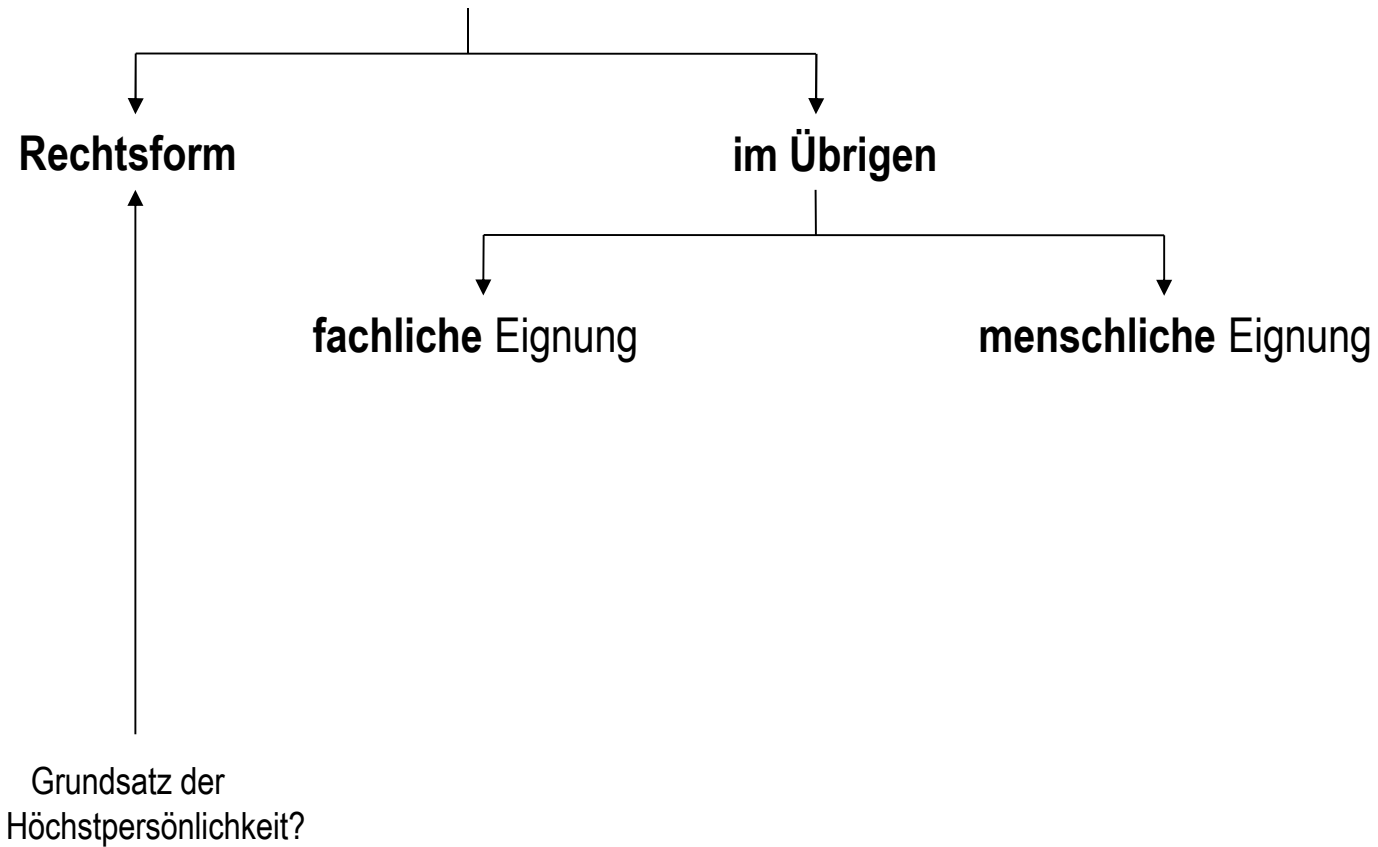 Rechtsform
im Übrigen
fachliche Eignung
menschliche Eignung
Grundsatz der
Höchstpersönlichkeit?